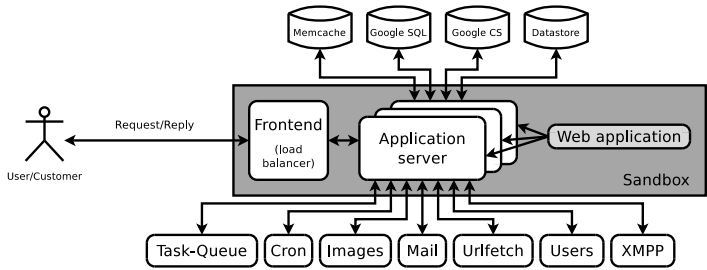 Memcache
Google SQL
Google CS
Datastore
Request/Reply
User/Customer
Frontend
(load
balancer)
Application
server
Web application
Sandbox
Task-Queue
Cron
Images
Mail
Urlfetch
Users
XMPP